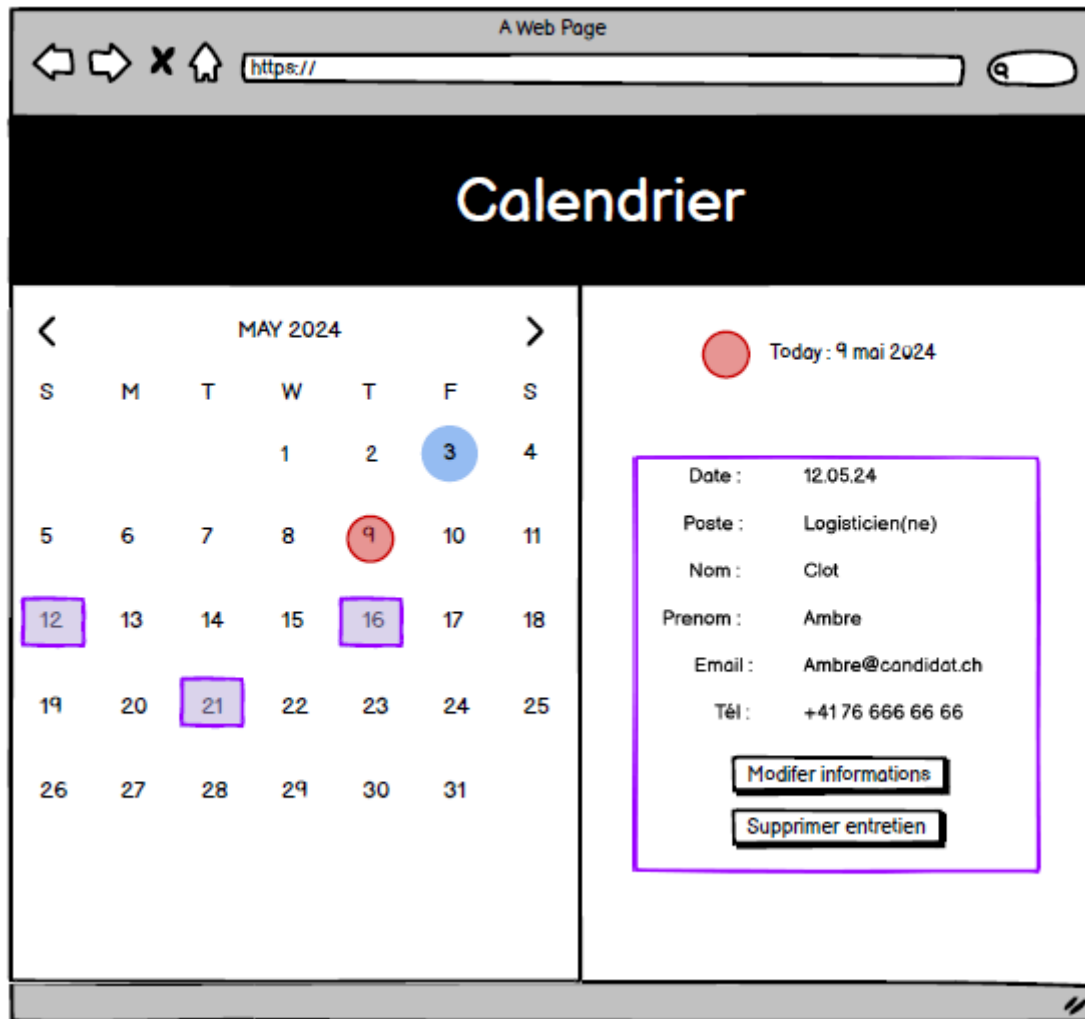 A Web Page
https://
Calendrier
MAY 2024
S M T W T F S
1 2 3 4
5 6 7 8 9 10 11
12 13 14 15 16 17 18
19 20 21 22 23 24 25
26 27 28 29 30 31
Today : 9 mai 2024
Date : 12.05.24
Poste : Logisticien(ne)
Nom : Clot
Prenom : Ambre
Email : Ambre@candidat.ch
Tél : +41 76 666 66 66
Modifer informations
Supprimer entretien